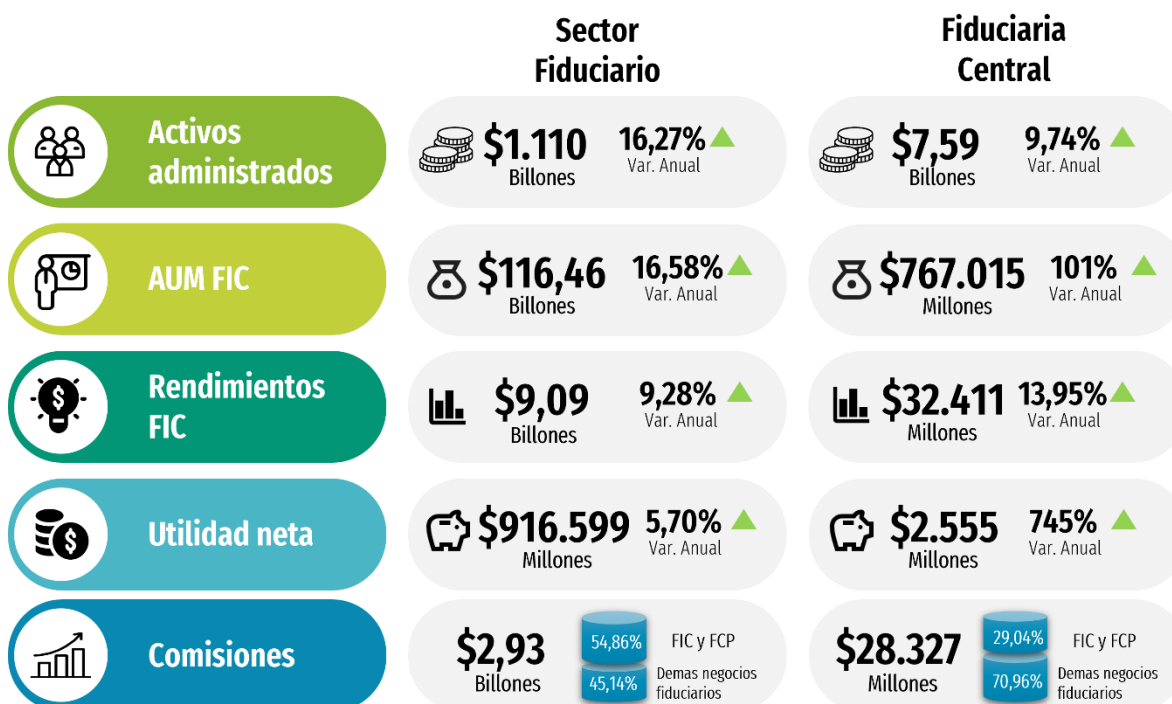 Sector
Fiduciario
Fiduciaria
Central
Activos
administrados
$1.110
Billones
16,27%
Var. Anual
$7,59
Billones
9,74%
Var. Anual
AUM FIC
$116,46
Billones
16,58%
Var. Anual
$767.015
Millones
101%
Var. Anual
Rendimientos
FIC
$9,09
Billones
9,28%
Var. Anual
$32.411
Millones
13,95%
Var. Anual
Utilidad neta
$916.599
Millones
5,70%
Var. Anual
$2.555
Millones
745%
Var. Anual
Comisiones
$2,93
Billones
54,86%
FIC y FCP
45,14%
Demas negocios
fiduciarios
$28.327
Millones
29,04%
FIC y FCP
70,96%
Demas negocios
fiduciarios